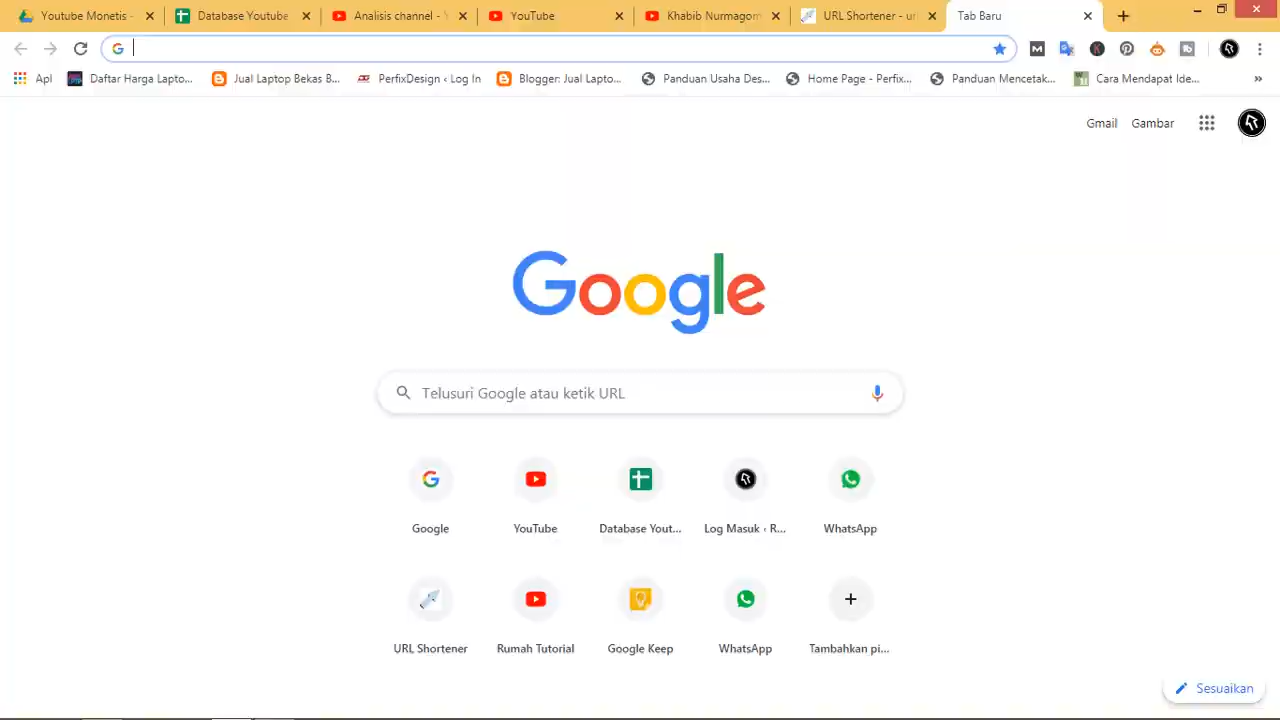 Youtube Monetis - Database Youtube Analisis channel - Y YouTube Khabib Nurmagom URL Shortener - ur Tab Baru
Apl Daftar Harga Lapto... Jual Laptop Bekas B... PerfixDesign ‹ Log In Blogger: Jual Lapto... Panduan Usaha Des... Home Page - Perfix... Panduan Mencetak... Cara Mendapat Ide... »
Gmail Gambar
Google
Telusuri Google atau ketik URL
Google YouTube Database Yout... Log Masuk ‹ R... WhatsApp
URL Shortener Rumah Tutorial Google Keep WhatsApp Tambahkan pi...
Sesuaikan